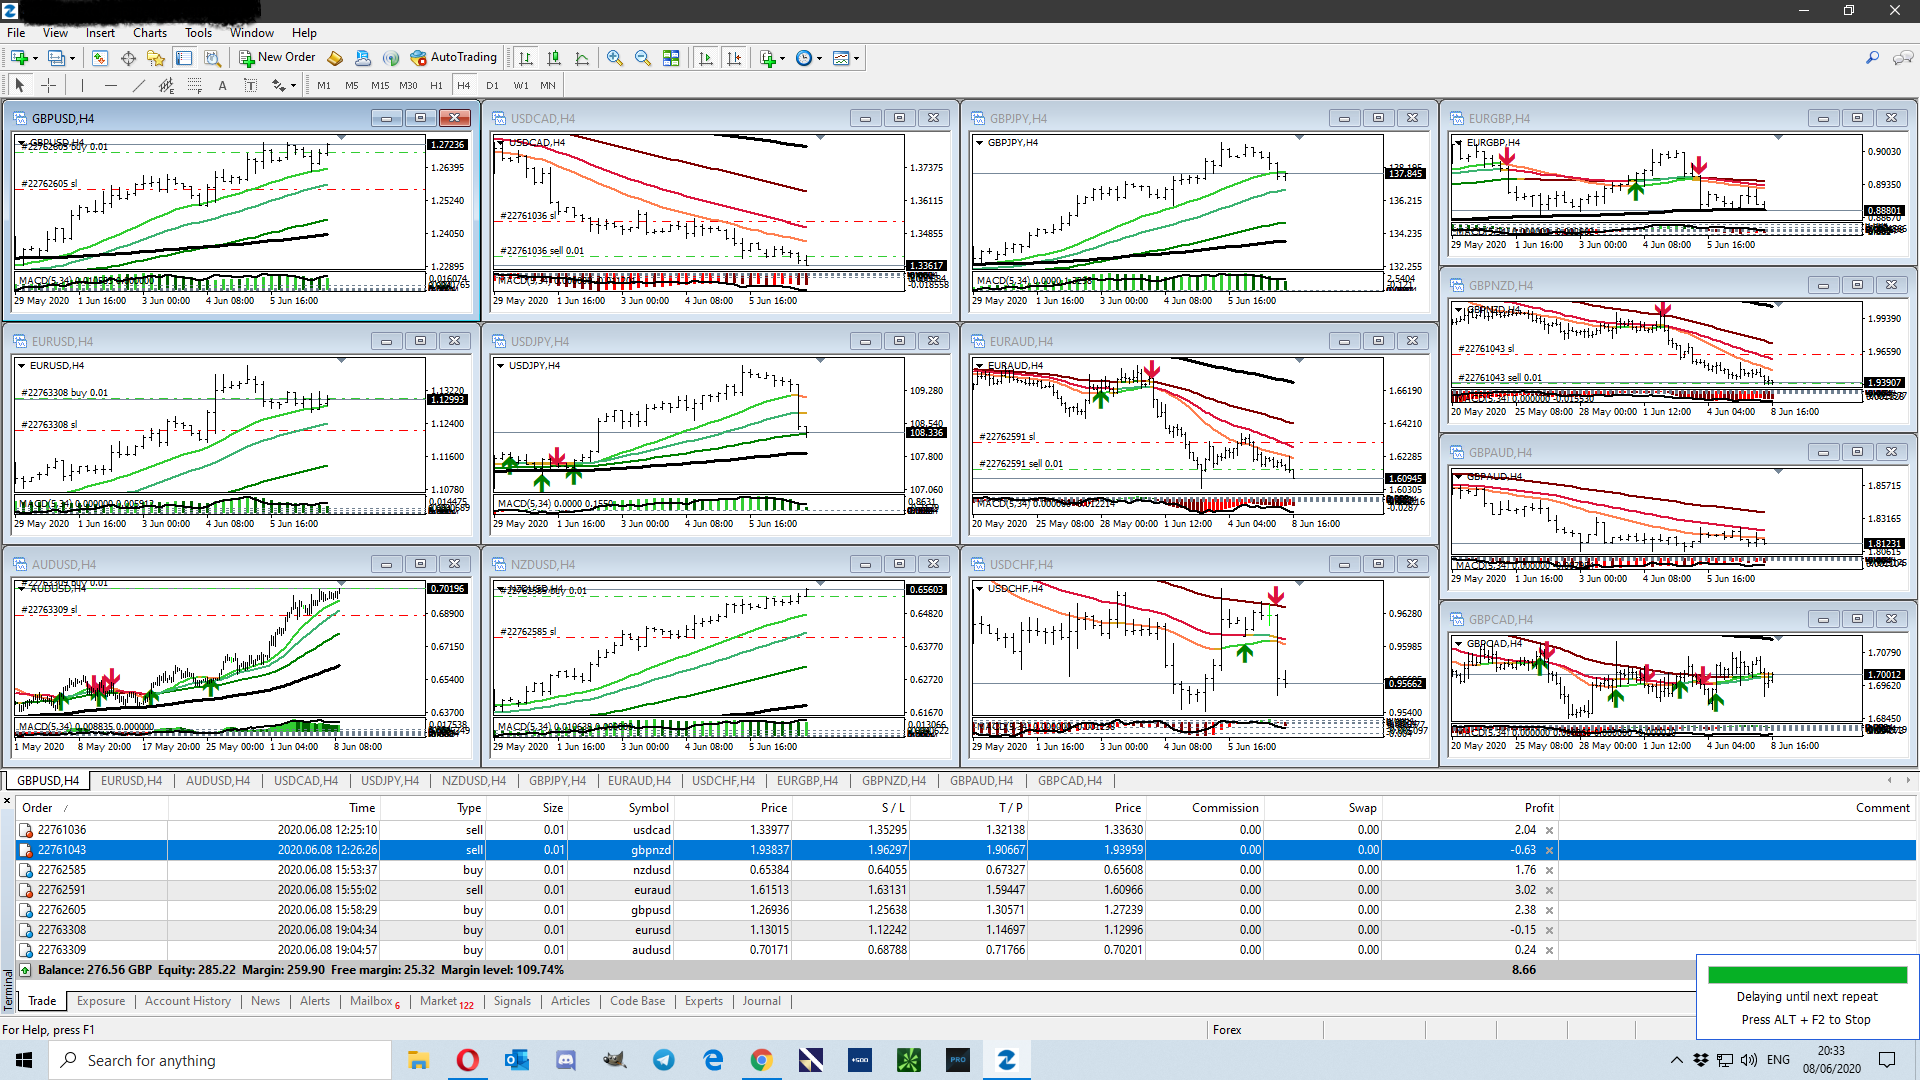 File View Insert Charts Tools Window Help
New Order AutoTrading
A T M1 M5 M15 M30 H1 H4 D1 W1 MN
GBPUSD,H4
GBPUSD,H4
#22762605 buy 0.01
#22762605 sl
1.27236
1.26395
1.25240
1.24050
1.22895
0.016074
29 May 2020 1 Jun 16:00 3 Jun 00:00 4 Jun 08:00 5 Jun 16:00
USDCAD,H4
USDCAD,H4
#22761036 sl
#22761036 sell 0.01
1.37375
1.36115
1.34855
1.33617
-0.018558
29 May 2020 1 Jun 16:00 3 Jun 00:00 4 Jun 08:00 5 Jun 16:00
GBPJPY,H4
GBPJPY,H4
138.195
137.845
136.215
134.235
132.255
MACD(5,34) 0.0000 1.3298
2.5404
29 May 2020 1 Jun 16:00 3 Jun 00:00 4 Jun 08:00 5 Jun 16:00
EURGBP,H4
EURGBP,H4
0.90030
0.89350
0.88801
0.88670
29 May 2020 1 Jun 16:00 3 Jun 00:00 4 Jun 08:00 5 Jun 16:00
GBPNZD,H4
GBPNZD,H4
#22761043 sl
#22761043 sell 0.01
1.99390
1.96590
1.93907
MACD(5,34) 0.000000 -0.015530
20 May 2020 25 May 08:00 28 May 00:00 1 Jun 12:00 4 Jun 04:00 8 Jun 16:00
EURUSD,H4
EURUSD,H4
#22763308 buy 0.01
#22763308 sl
1.13220
1.12993
1.12400
1.11600
1.10780
MACD(5,34) 0.000000 0.005913
0.014475
29 May 2020 1 Jun 16:00 3 Jun 00:00 4 Jun 08:00 5 Jun 16:00
USDJPY,H4
USDJPY,H4
109.280
108.540
108.336
107.800
107.060
MACD(5,34) 0.0000 0.1550
0.8631
29 May 2020 1 Jun 16:00 3 Jun 00:00 4 Jun 08:00 5 Jun 16:00
EURAUD,H4
EURAUD,H4
#22762591 sl
#22762591 sell 0.01
1.66190
1.64210
1.62285
1.60945
1.60305
MACD(5,34) 0.000000 -0.012214
-0.0287
20 May 2020 25 May 08:00 28 May 00:00 1 Jun 12:00 4 Jun 04:00 8 Jun 16:00
GBPAUD,H4
GBPAUD,H4
1.85715
1.83165
1.81231
1.80615
29 May 2020 1 Jun 16:00 3 Jun 00:00 4 Jun 08:00 5 Jun 16:00
AUDUSD,H4
#22763309 buy 0.01
AUDUSD,H4
#22763309 sl
0.70196
0.68900
0.67150
0.65400
0.63700
MACD(5,34) 0.008835 0.000000
0.017538
1 May 2020 8 May 20:00 17 May 20:00 25 May 00:00 1 Jun 04:00 8 Jun 08:00
NZDUSD,H4
NZDUSD,H4
#22762585 buy 0.01
#22762585 sl
0.65603
0.64820
0.63770
0.62720
0.61670
0.013066
29 May 2020 1 Jun 16:00 3 Jun 00:00 4 Jun 08:00 5 Jun 16:00
USDCHF,H4
USDCHF,H4
0.96280
0.95985
0.95662
0.95400
29 May 2020 1 Jun 16:00 3 Jun 00:00 4 Jun 08:00 5 Jun 16:00
GBPCAD,H4
GBPCAD,H4
1.70790
1.70012
1.69620
1.68450
20 May 2020 25 May 08:00 28 May 00:00 1 Jun 12:00 4 Jun 04:00 8 Jun 16:00
GBPUSD,H4 EURUSD,H4 AUDUSD,H4 USDCAD,H4 USDJPY,H4 NZDUSD,H4 GBPJPY,H4 EURAUD,H4 USDCHF,H4 EURGBP,H4 GBPNZD,H4 GBPAUD,H4 GBPCAD,H4
Order / Time Type Size Symbol Price S / L T / P Price Commission Swap Profit Comment
22761036 2020.06.08 12:25:10 sell 0.01 usdcad 1.33977 1.35295 1.32138 1.33630 0.00 0.00 2.04
22761043 2020.06.08 12:26:26 sell 0.01 gbpnzd 1.93837 1.96297 1.90667 1.93959 0.00 0.00 -0.63
22762585 2020.06.08 15:53:37 buy 0.01 nzdusd 0.65384 0.64055 0.67327 0.65608 0.00 0.00 1.76
22762591 2020.06.08 15:55:02 sell 0.01 euraud 1.61513 1.63131 1.59447 1.60966 0.00 0.00 3.02
22762605 2020.06.08 15:58:29 buy 0.01 gbpusd 1.26936 1.25638 1.30571 1.27239 0.00 0.00 2.38
22763308 2020.06.08 19:04:34 buy 0.01 eurusd 1.13015 1.12242 1.14697 1.12996 0.00 0.00 -0.15
22763309 2020.06.08 19:04:57 buy 0.01 audusd 0.70171 0.68788 0.71766 0.70201 0.00 0.00 0.24
Balance: 276.56 GBP Equity: 285.22 Margin: 259.90 Free margin: 25.32 Margin level: 109.74% 8.66
Terminal
Trade Exposure Account History News Alerts Mailbox 6 Market 122 Signals Articles Code Base Experts Journal
Delaying until next repeat
Press ALT + F2 to Stop
For Help, press F1 Forex
Search for anything
+500 PRO
ENG 20:33
08/06/2020